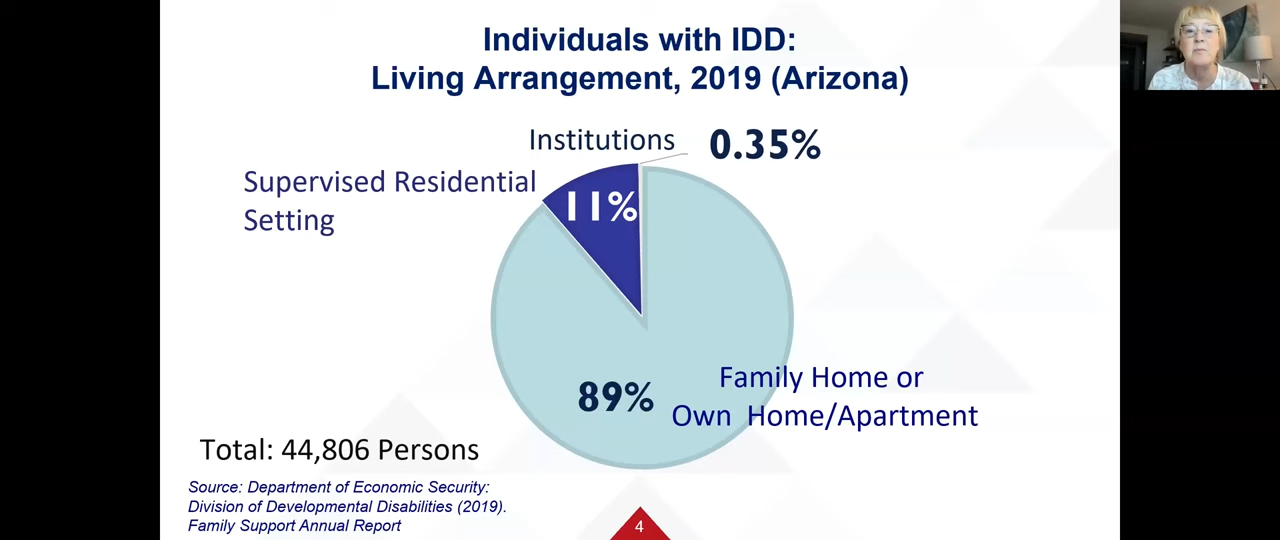 Individuals with IDD:
Living Arrangement, 2019 (Arizona)
Institutions
0.35%
Supervised Residential
Setting
11%
89%
Family Home or
Own Home/Apartment
Total: 44,806 Persons
Source: Department of Economic Security:
Division of Developmental Disabilities (2019).
Family Support Annual Report
4